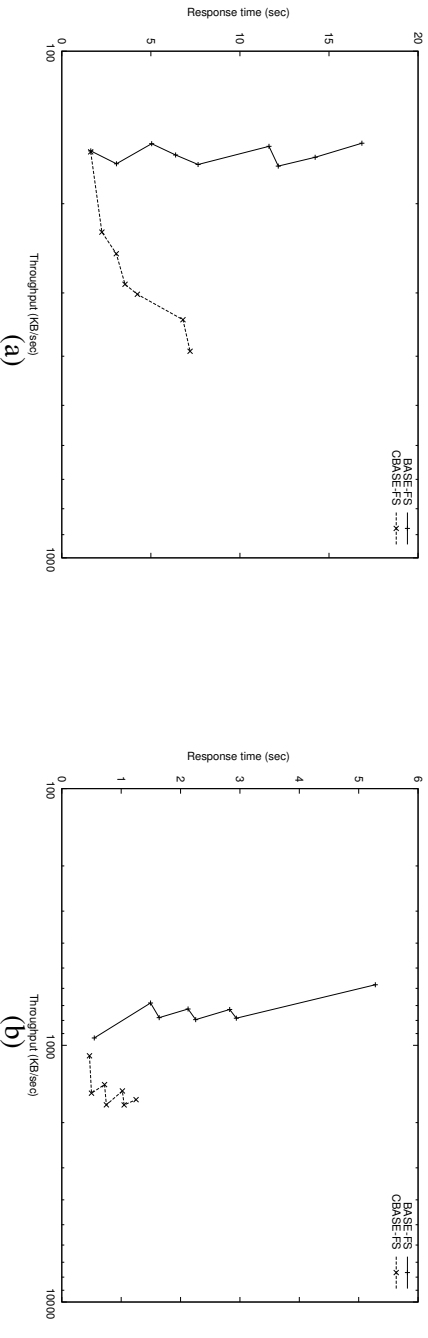 Response time (sec)
20
15
10
5
0
100
1000
Throughput (KB/sec)
BASE-FS
CBASE-FS
(a)
Response time (sec)
6
5
4
3
2
1
0
100
1000
10000
Throughput (KB/sec)
BASE-FS
CBASE-FS
(b)